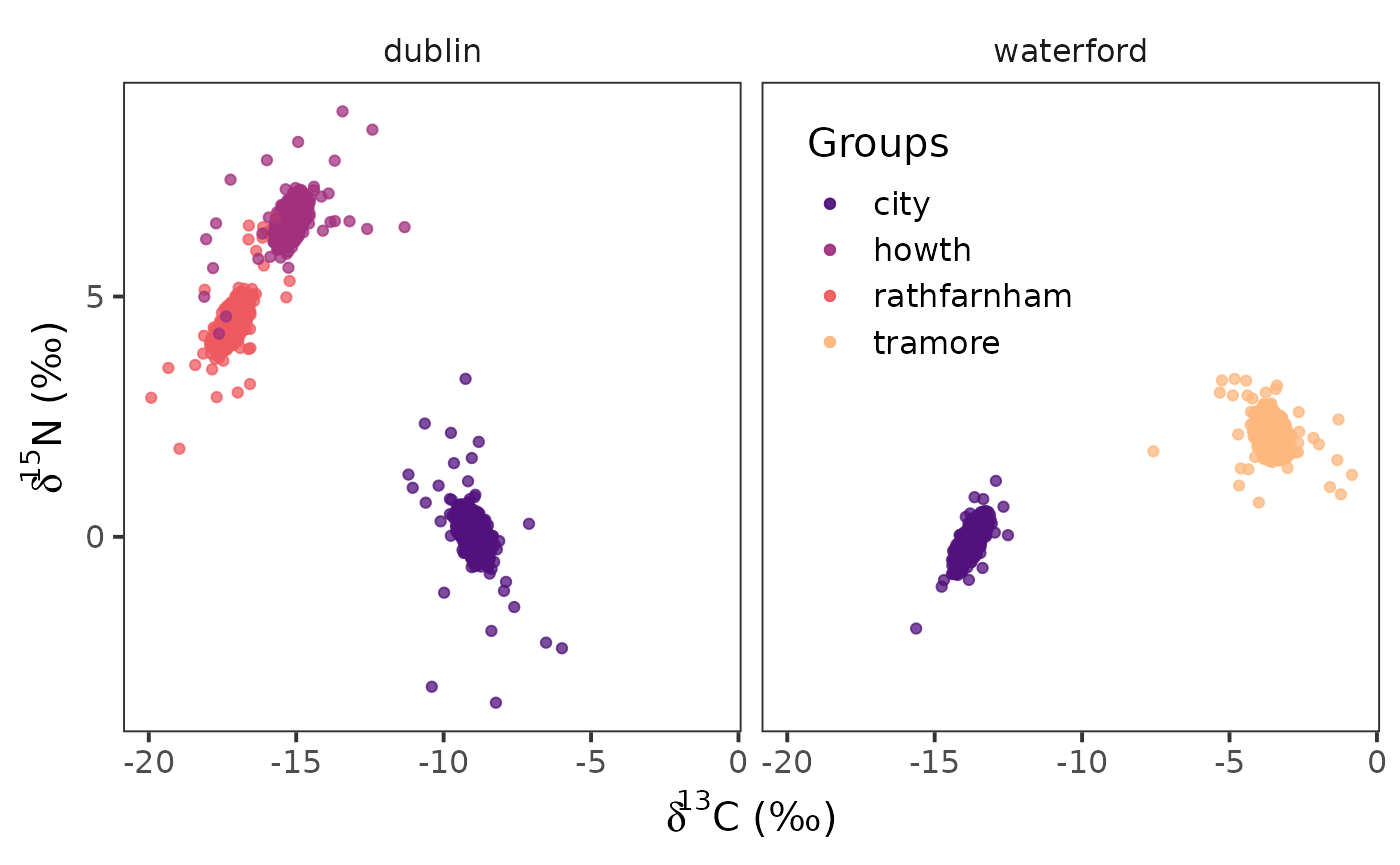 dublin
waterford
Groups
city
howth
rathfarnham
tramore
5
0
δ¹⁵N (‰)
-20 -15 -10 -5 0
-20 -15 -10 -5 0
δ¹³C (‰)